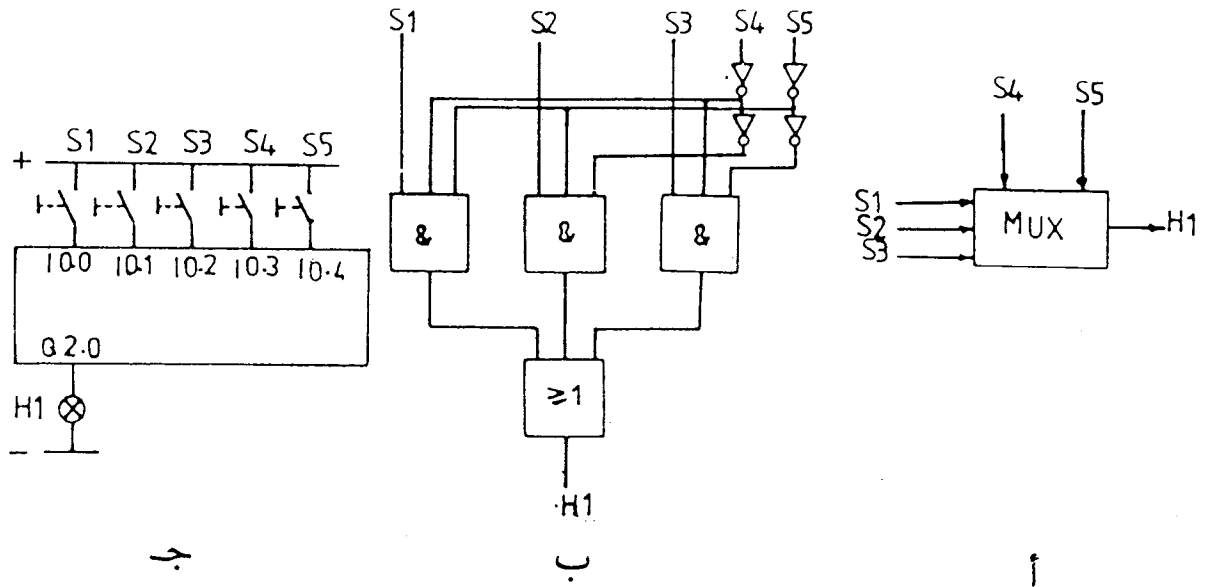 S1 S2 S3 S4 S5
S4 S5
+ S1 S2 S3 S4 S5
S1
S2
S3
MUX
H1
& & &
I0.0 I0.1 I0.2 I0.3 I0.4
Q2.0
≥1
H1
H1
−
أ
ب
جـ